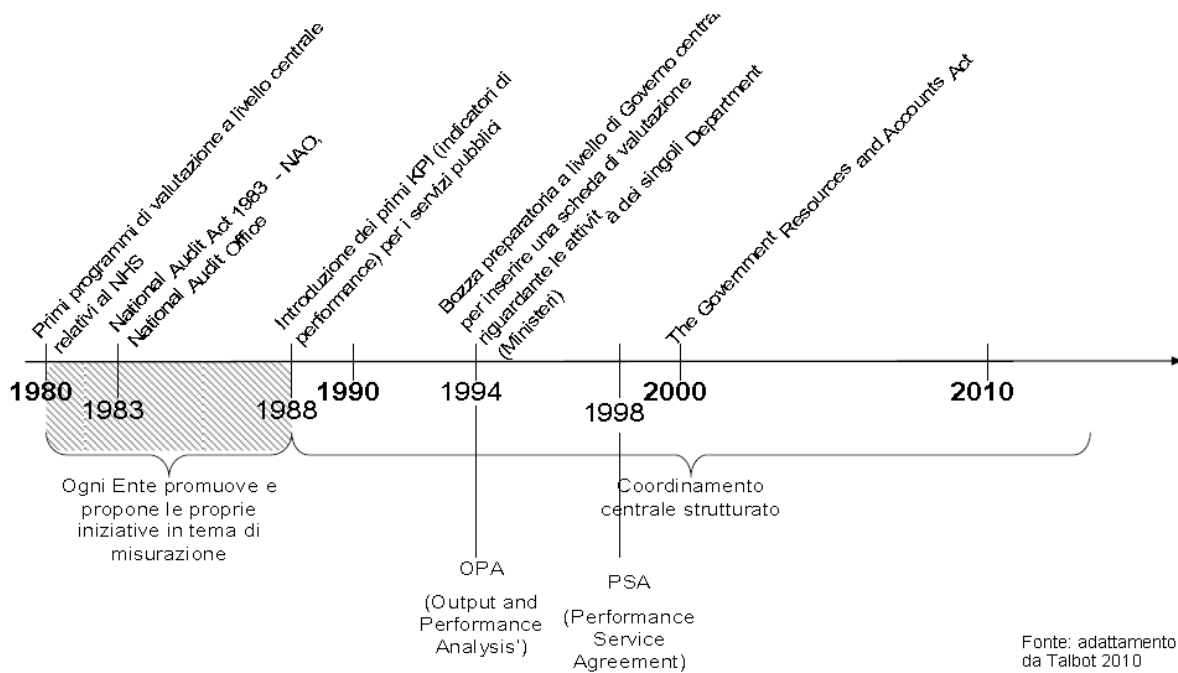 Primi programmi di valutazione a livello centrale
relativi al NHS
National Audit Act 1983 - NAO,
National Audit Office
Introduzione dei primi KPI (indicatori di
performance) per i servizi pubblici
Bozza preparatoria a livello di Governo central
per inserire una scheda di valutazione
riguardante le attività dei singoli Department
(Ministeri)
The Government Resources and Accounts Act
1980
1983
1988
1990
1994
1998
2000
2010
Ogni Ente promuove e
propone le proprie
iniziative in tema di
misurazione
Coordinamento
centrale strutturato
OPA
(Output and
Performance
Analysis')
PSA
(Performance
Service
Agreement)
Fonte: adattamento
da Talbot 2010